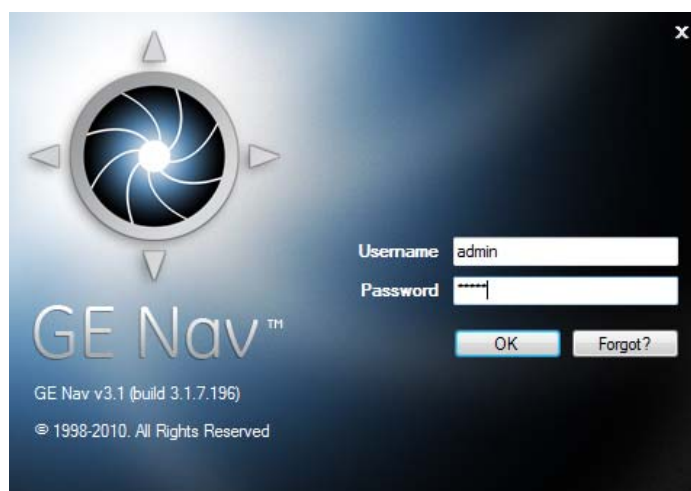 x
Username admin
Password *****
GE Nav™
OK Forgot?
GE Nav v3.1 (build 3.1.7.196)
© 1998-2010. All Rights Reserved